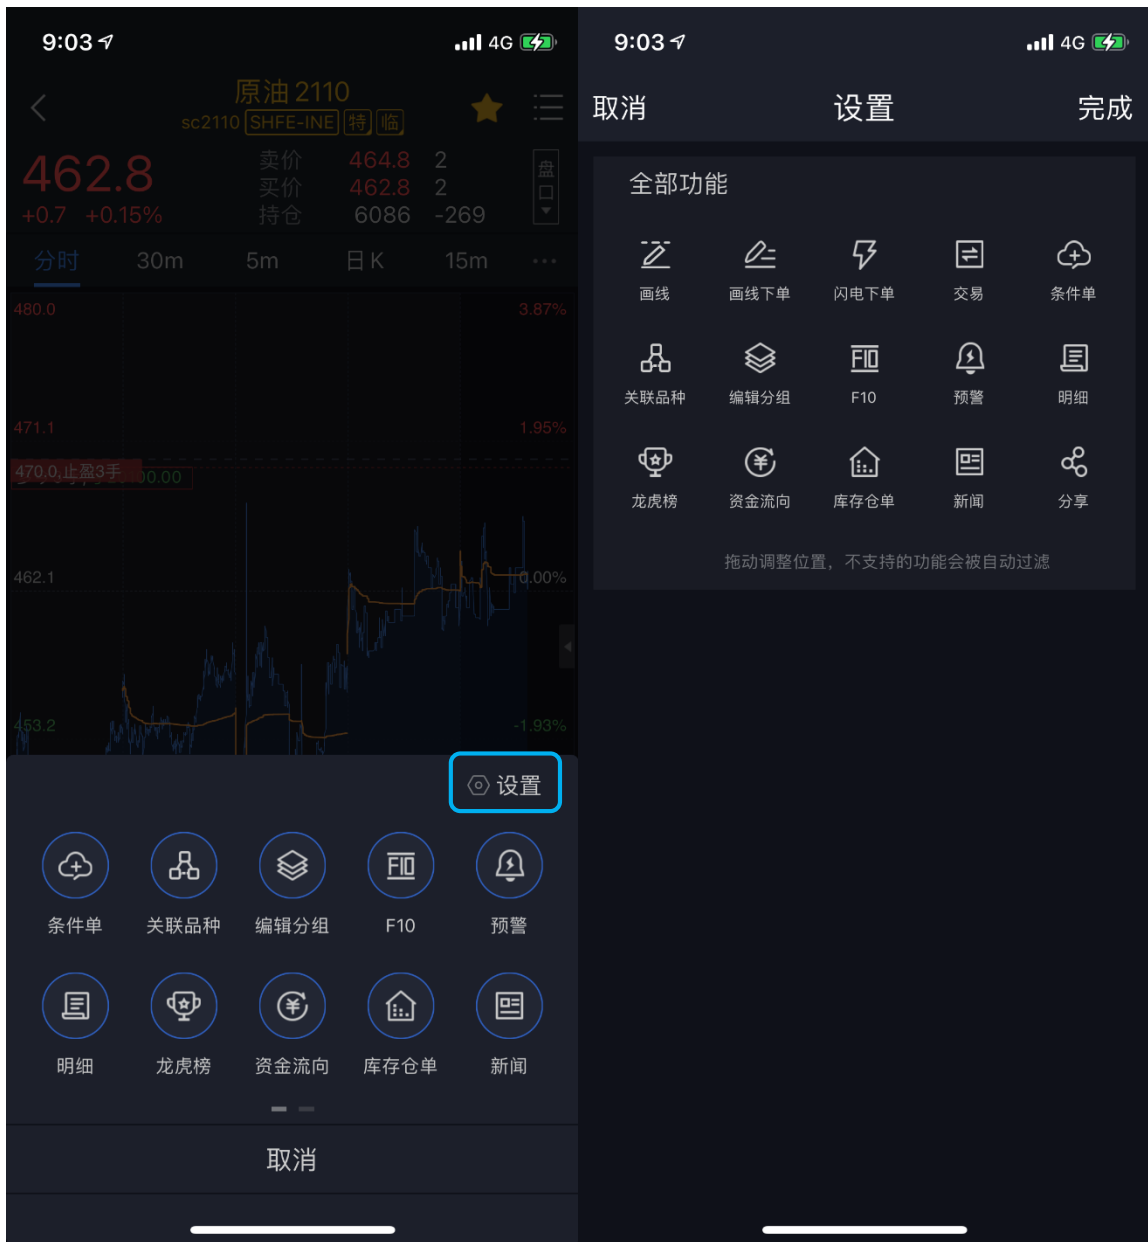 9:03
4G
原油 2110
sc2110 SHFE-INE 特 临
462.8
+0.7 +0.15%
卖价 464.8 2
买价 462.8 2
持仓 6086 -269
盘口
分时 30m 5m 日K 15m ...
480.0 3.87%
471.1 1.95%
470.0,止盈3手
00.00
462.1 0.00%
453.2 -1.93%
设置
条件单 关联品种 编辑分组 F10 预警
明细 龙虎榜 资金流向 库存仓单 新闻
取消
9:03
4G
取消 设置 完成
全部功能
画线 画线下单 闪电下单 交易 条件单
关联品种 编辑分组 F10 预警 明细
龙虎榜 资金流向 库存仓单 新闻 分享
拖动调整位置，不支持的功能会被自动过滤